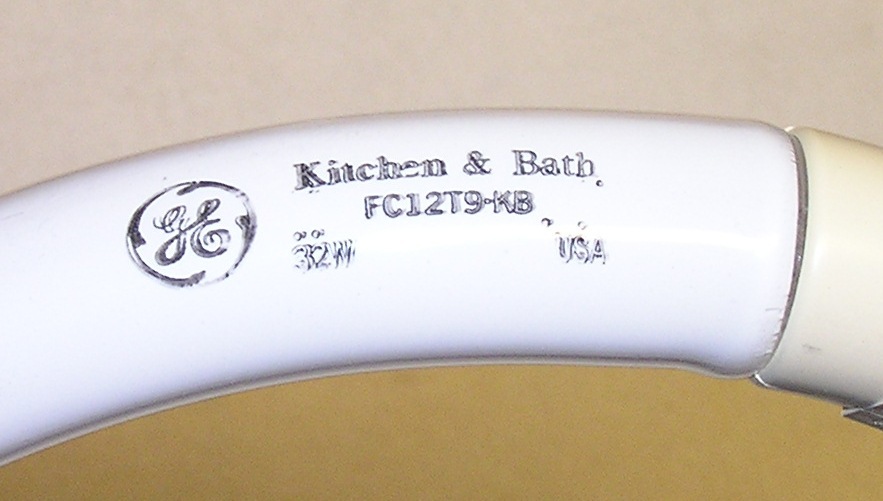 GE
Kitchen & Bath
FC12T9-KB
32W USA